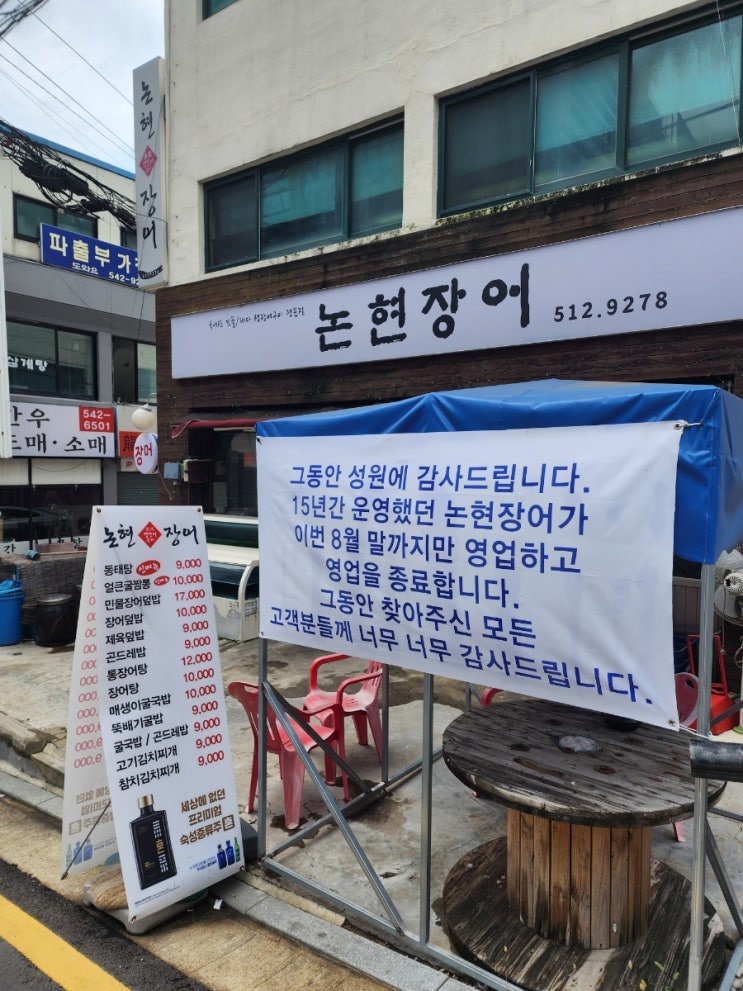 논현장어
파출부
542-92
삼계탕
한우
542-6501
도매·소매
장어
논현장어 512.9278
그동안 성원에 감사드립니다.
15년간 운영했던 논현장어가
이번 8월 말까지만 영업하고
영업을 종료합니다.
그동안 찾아주신 모든
고객분들께 너무 너무 감사드립니다.
논현 장어
동태탕 9,000
얼큰굴짬뽕 10,000
민물장어덮밥 17,000
장어덮밥 10,000
제육덮밥 9,000
곤드레밥 9,000
통장어탕 12,000
장어탕 10,000
매생이굴국밥 10,000
뚝배기굴밥 9,000
굴국밥 / 곤드레밥 9,000
고기김치찌개 9,000
참치김치찌개 9,000
세상에 없던
프리미엄
숙성증류주